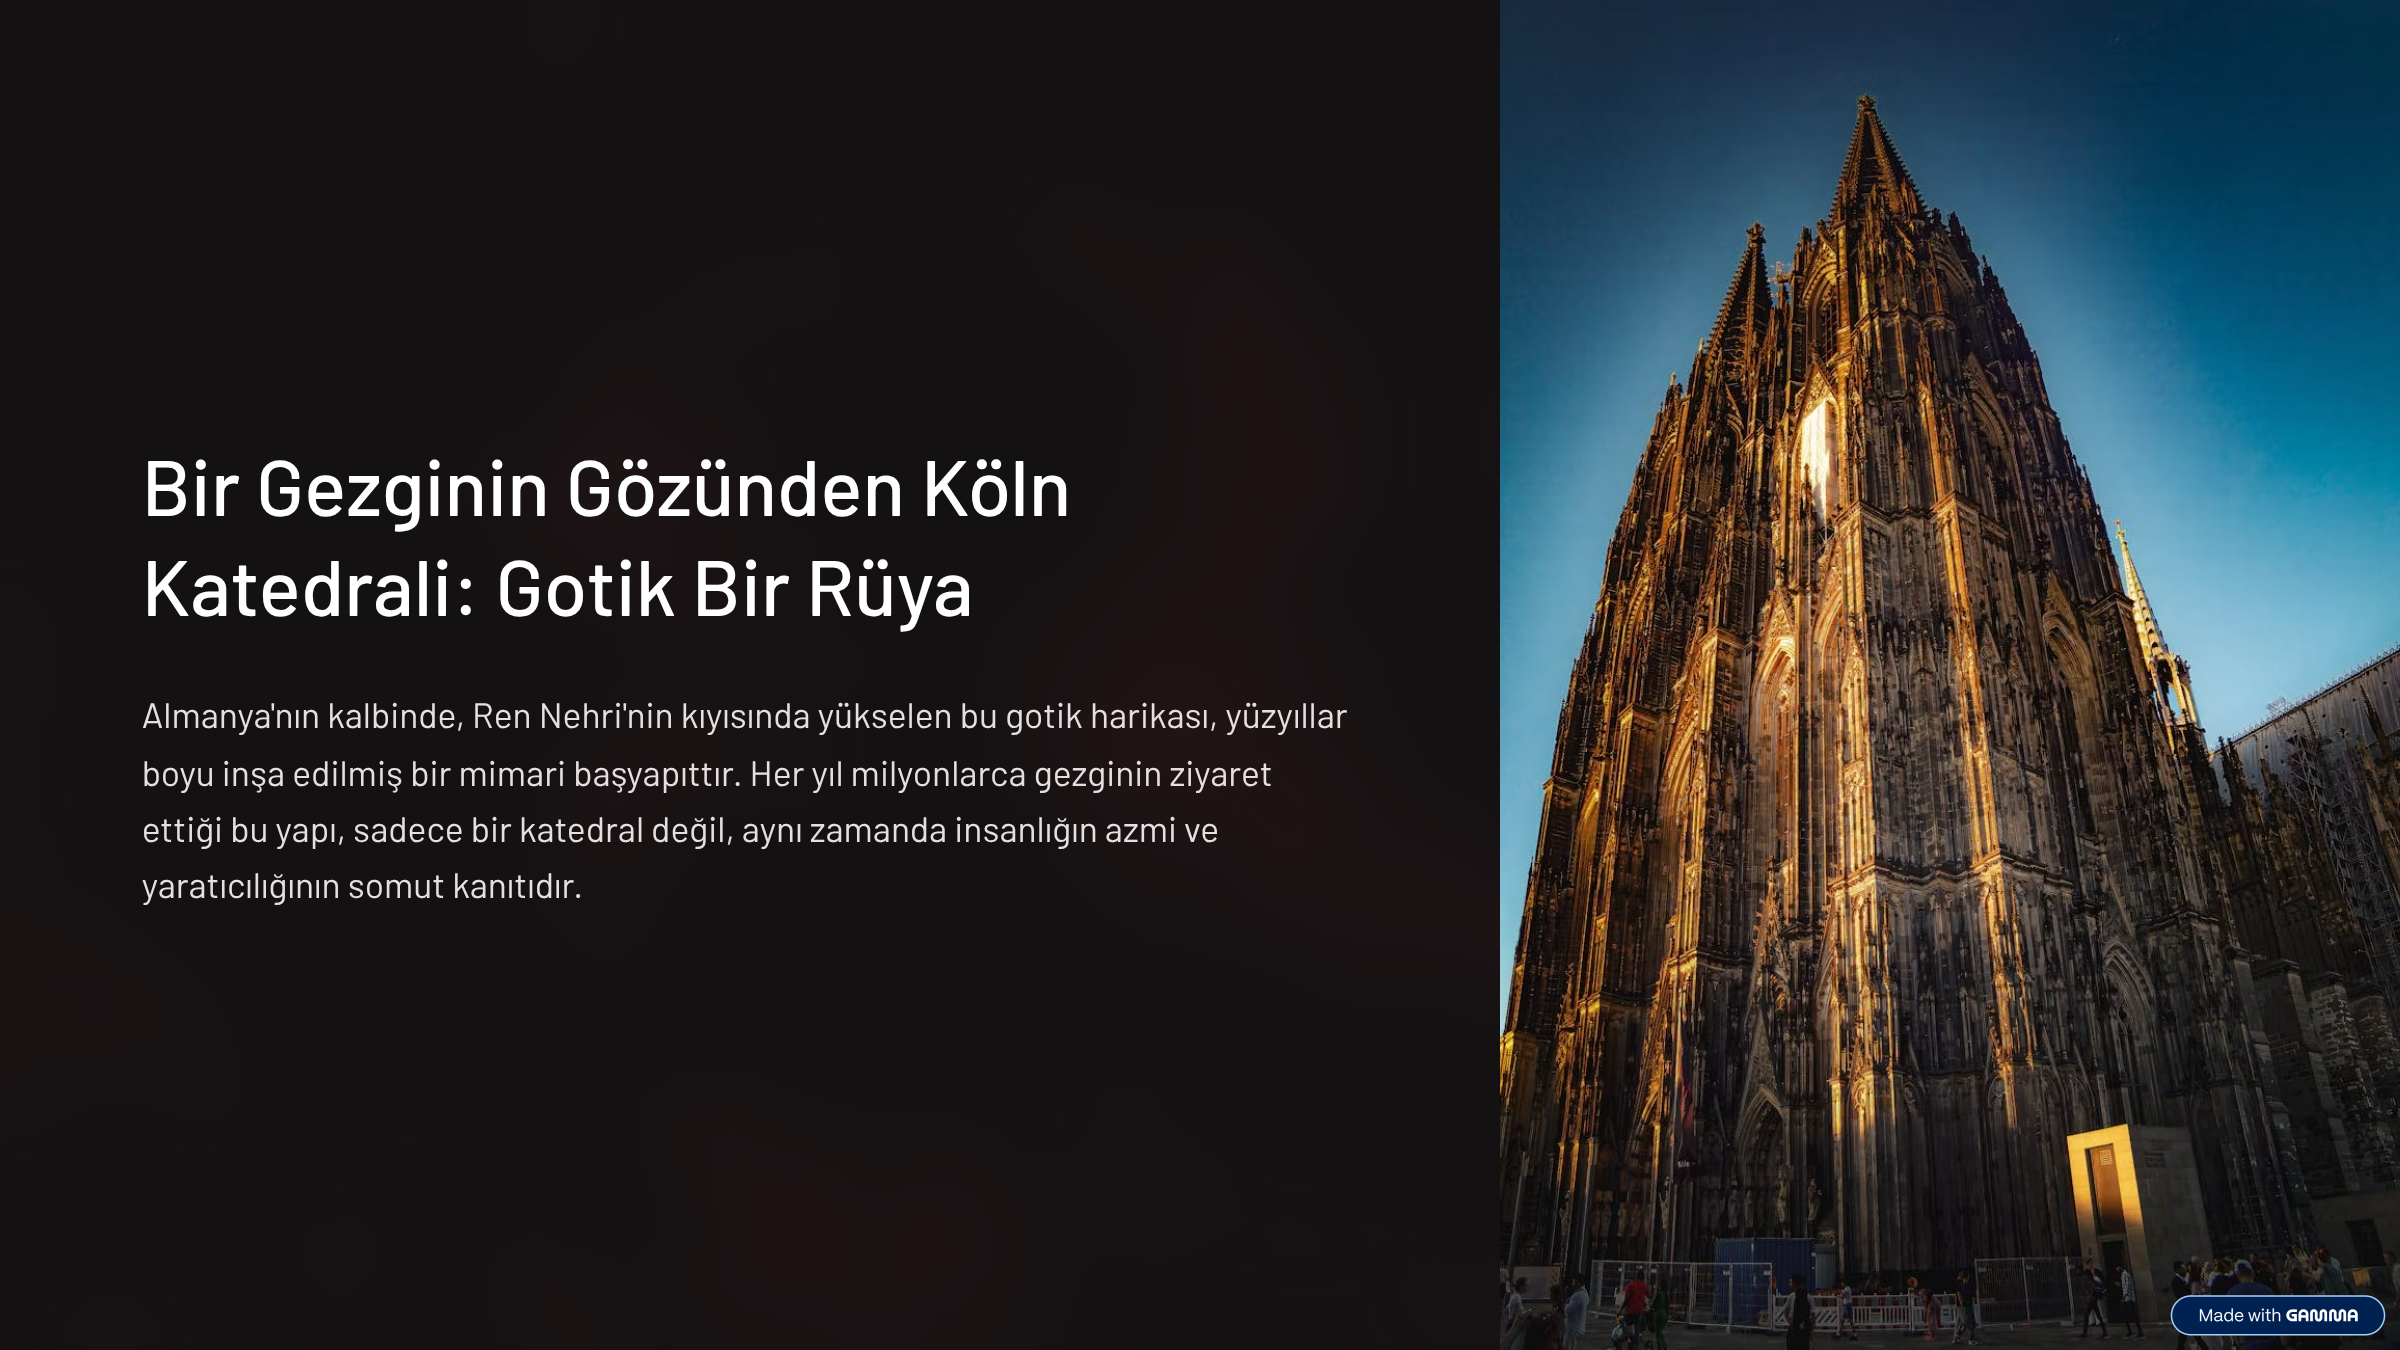 Bir Gezginin Gözünden Köln
Katedrali: Gotik Bir Rüya
Almanya'nın kalbinde, Ren Nehri'nin kıyısında yükselen bu gotik harikası, yüzyıllar
boyu inşa edilmiş bir mimari başyapıttır. Her yıl milyonlarca gezginin ziyaret
ettiği bu yapı, sadece bir katedral değil, aynı zamanda insanlığın azmi ve
yaratıcılığının somut kanıtıdır.
Made with GAMMA